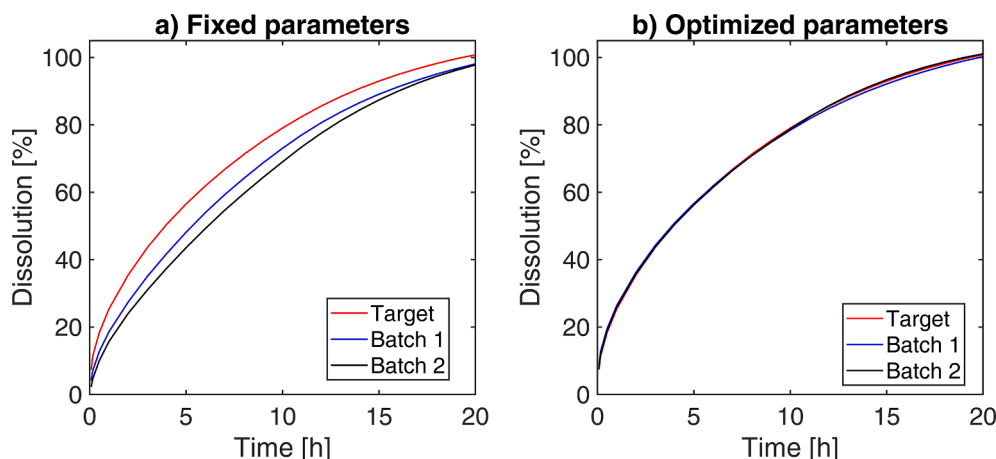 a) Fixed parameters
100
80
60
40
20
0
Dissolution [%]
0
5
10
15
20
Time [h]
Target
Batch 1
Batch 2
b) Optimized parameters
100
80
60
40
20
0
Dissolution [%]
0
5
10
15
20
Time [h]
Target
Batch 1
Batch 2